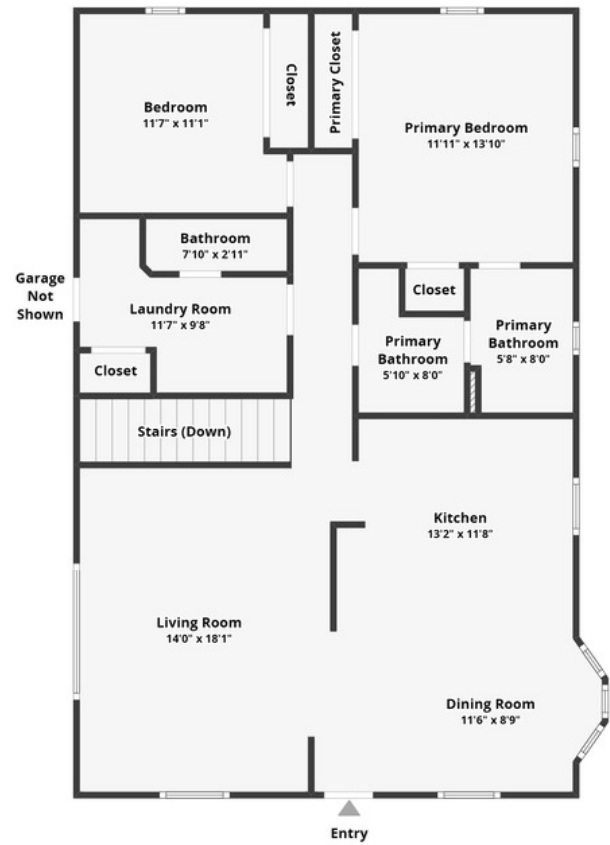 Bedroom
11'7" x 11'1"
Closet
Primary Closet
Primary Bedroom
11'11" x 13'10"
Bathroom
7'10" x 2'11"
Garage
Not
Shown
Laundry Room
11'7" x 9'8"
Closet
Closet
Primary
Bathroom
5'10" x 8'0"
Primary
Bathroom
5'8" x 8'0"
Stairs (Down)
Kitchen
13'2" x 11'8"
Living Room
14'0" x 18'1"
Dining Room
11'6" x 8'9"
Entry